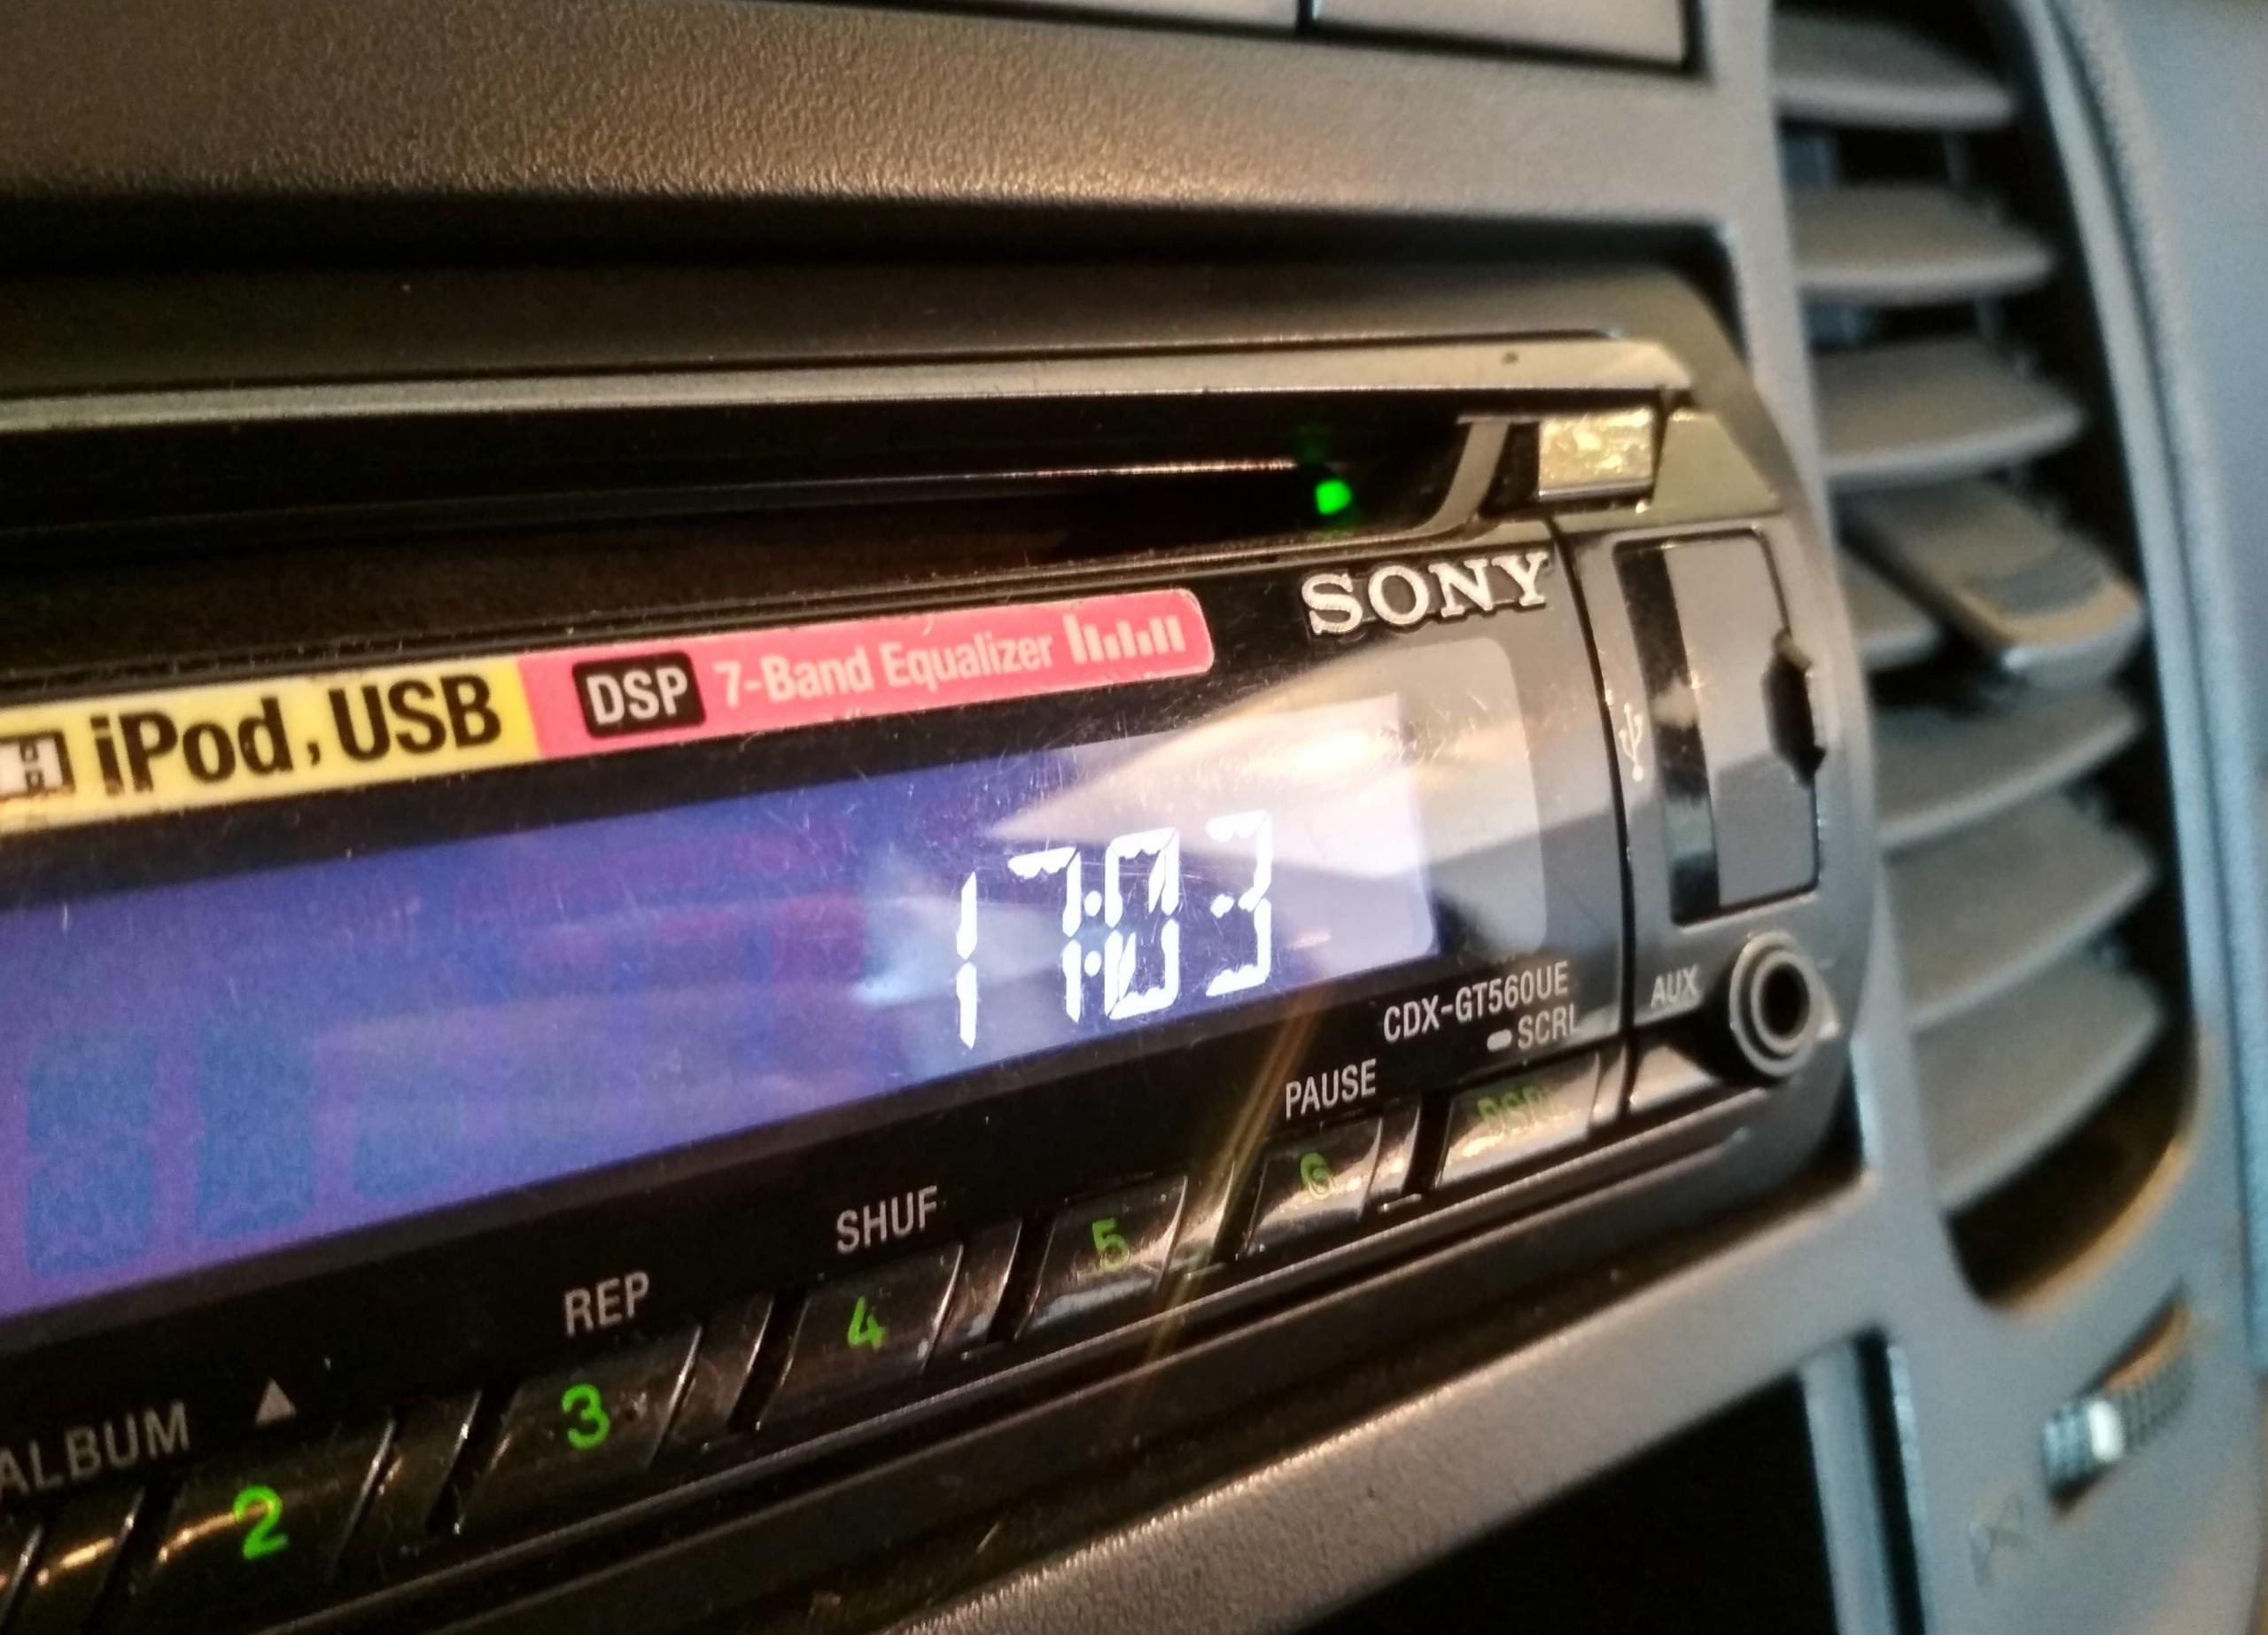 SONY
iPod, USB DSP 7-Band Equalizer
17:03
CDX-GT560UE
SCRL
AUX
ALBUM ▲ REP SHUF PAUSE
2 3 4 5 6 DSPL